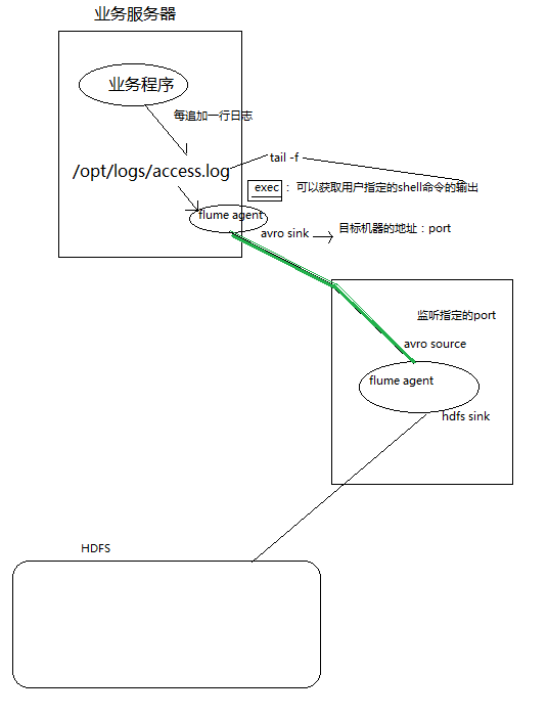 业务服务器
业务程序
每追加一行日志
/opt/logs/access.log
tail -f
exec : 可以获取用户指定的shell命令的输出
flume agent
avro sink
目标机器的地址：port
监听指定的port
avro source
flume agent
hdfs sink
HDFS